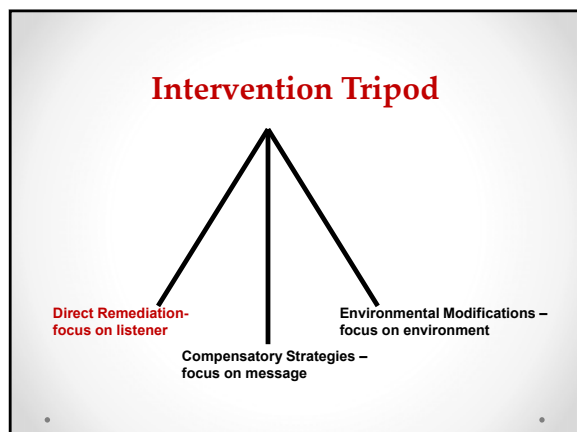 Intervention Tripod
Direct Remediation-
focus on listener
Environmental Modifications –
focus on environment
Compensatory Strategies –
focus on message